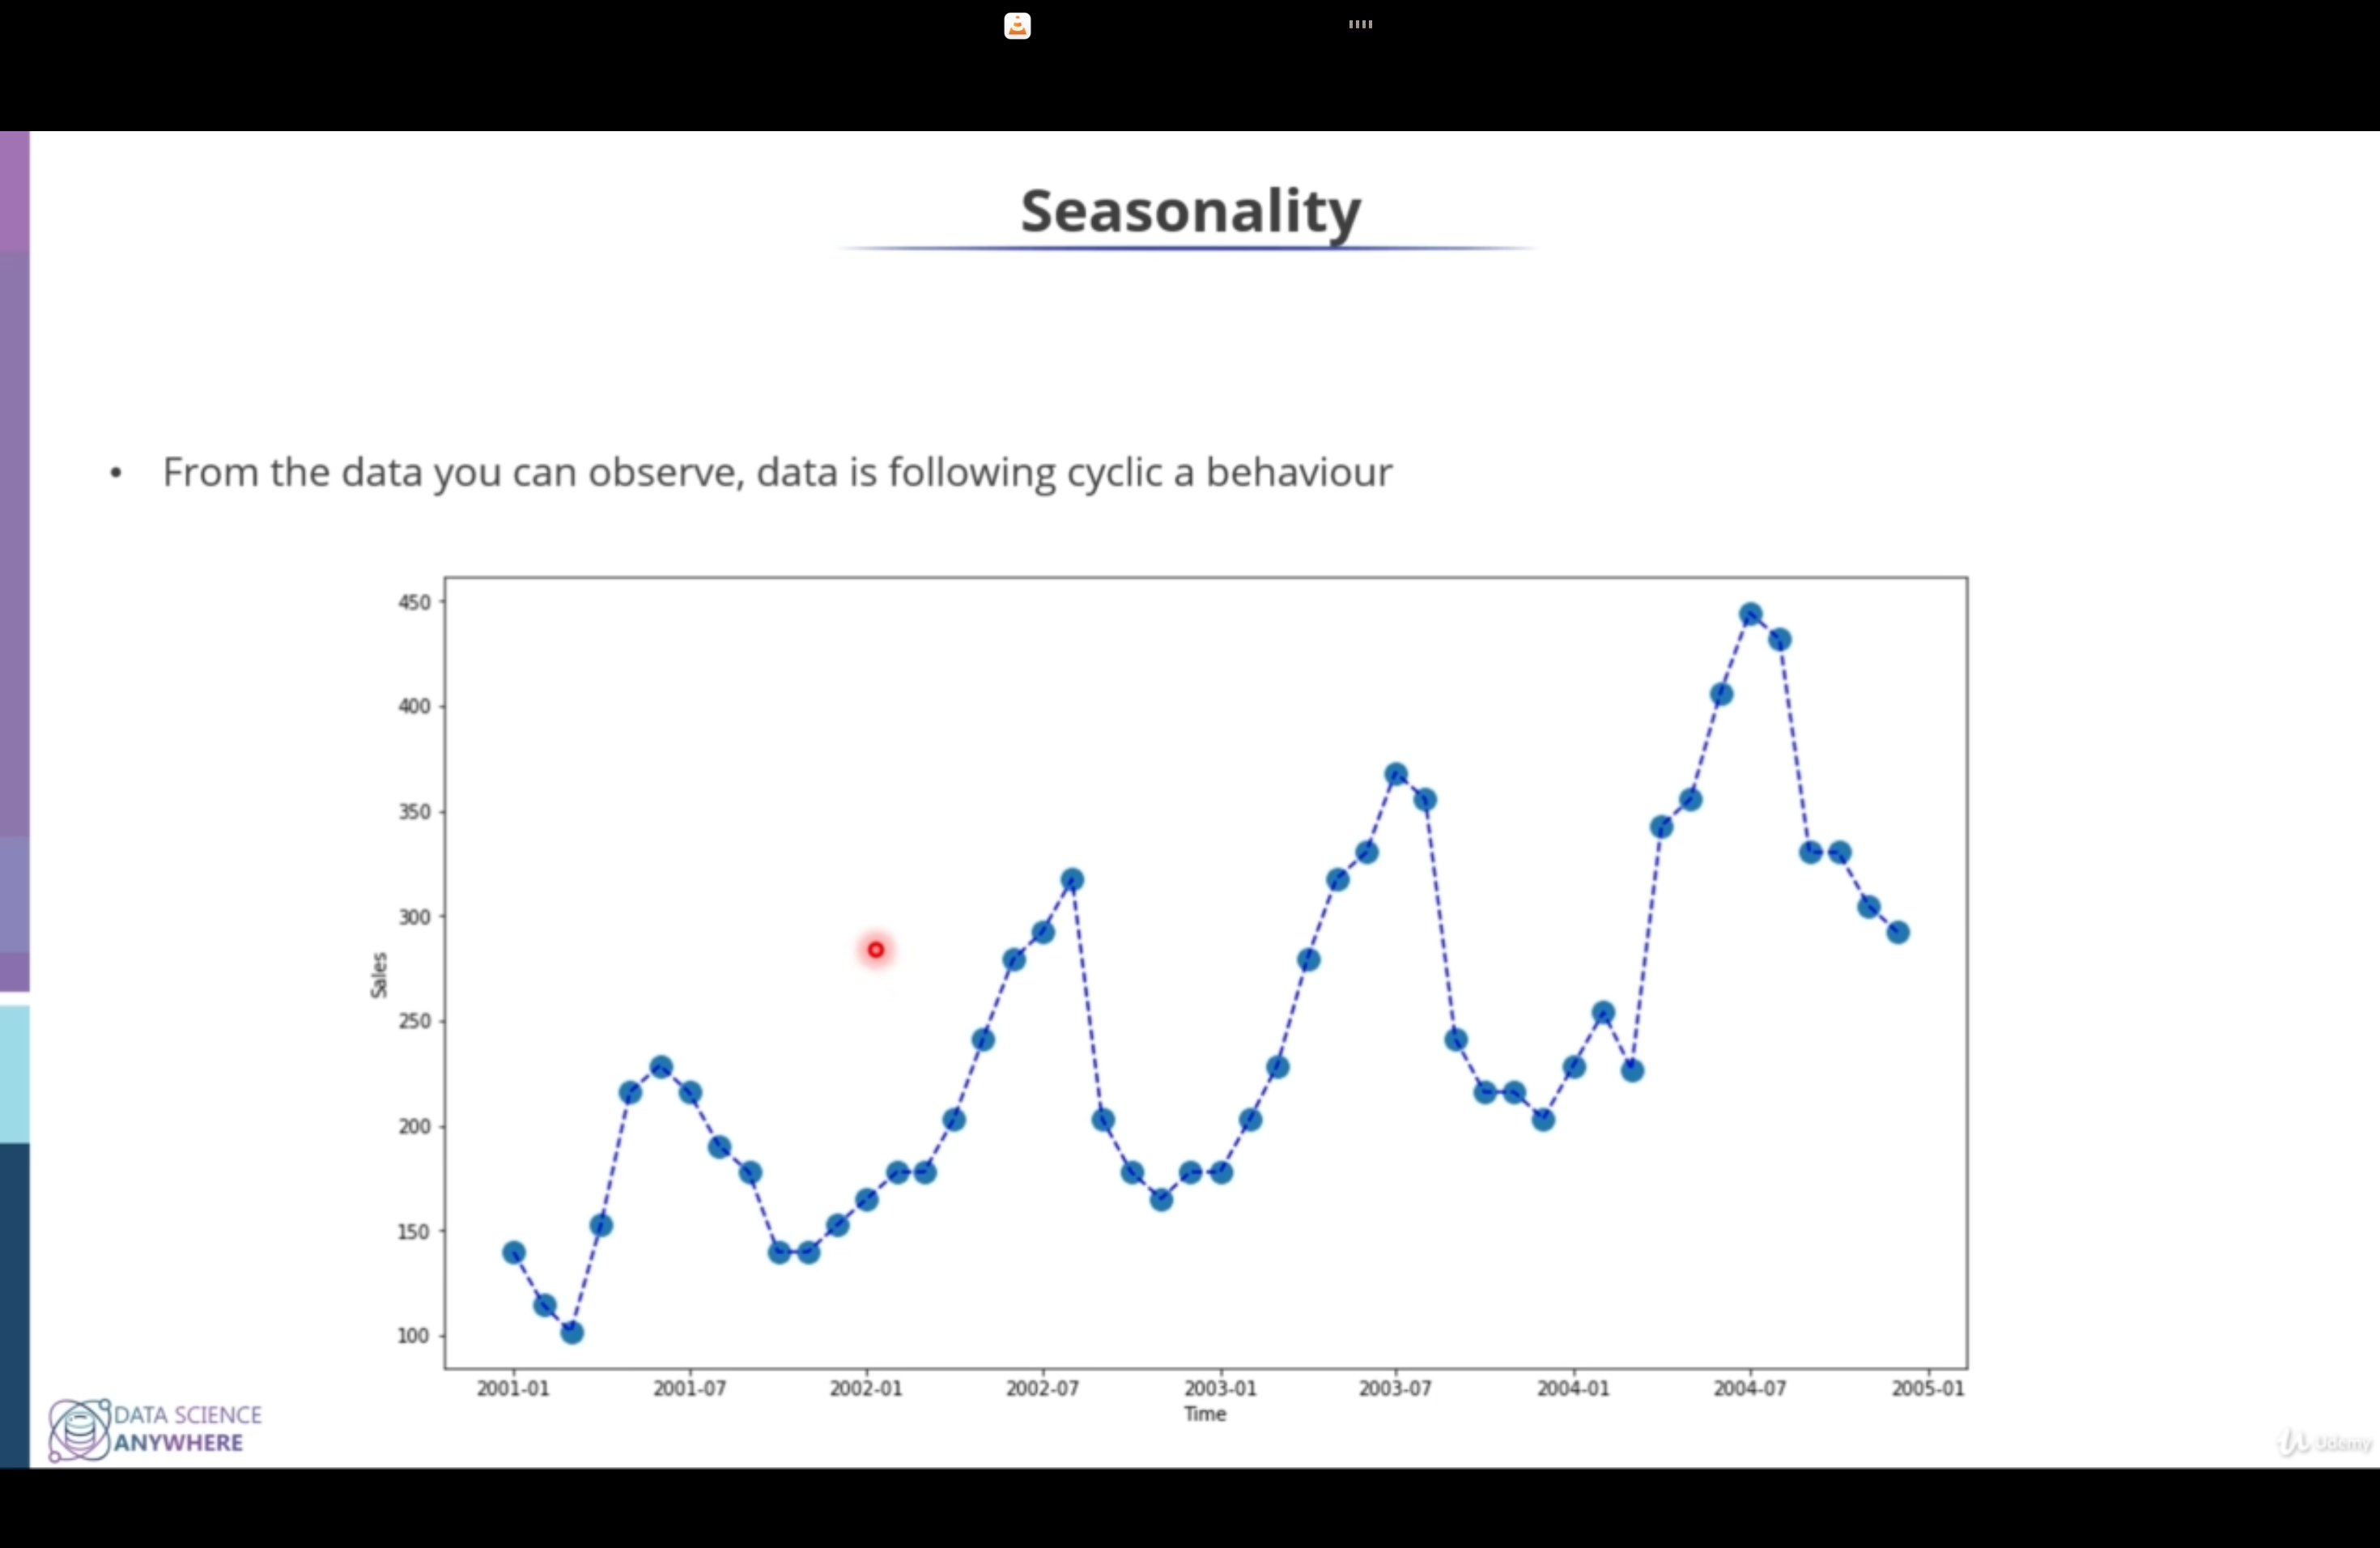 Seasonality
• From the data you can observe, data is following cyclic a behaviour
450
400
350
300
250
200
150
100
Sales
2001-01 2001-07 2002-01 2002-07 2003-01 2003-07 2004-01 2004-07 2005-01
Time
DATA SCIENCE
ANYWHERE
Udemy